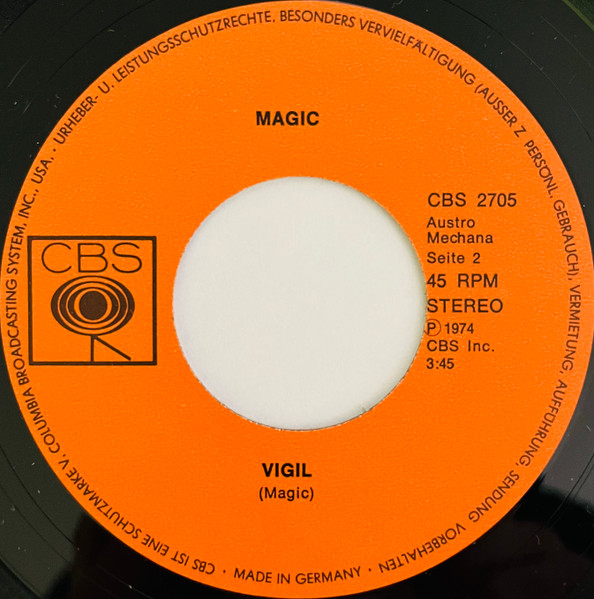 MAGIC
CBS 2705
Austro
Mechana
Seite 2
45 RPM
STEREO
Ⓟ 1974
CBS Inc.
3:45
CBS
VIGIL
(Magic)
CBS IST EINE SCHUTZMARKE V. COLUMBIA BROADCASTING SYSTEM, INC., USA. · URHEBER- U. LEISTUNGSSCHUTZRECHTE, BESONDERS VERVIELFÄLTIGUNG (AUSSER Z. PERSÖNL. GEBRAUCH), VERMIETUNG, AUFFÜHRUNG, SENDUNG VORBEHALTEN · MADE IN GERMANY ·